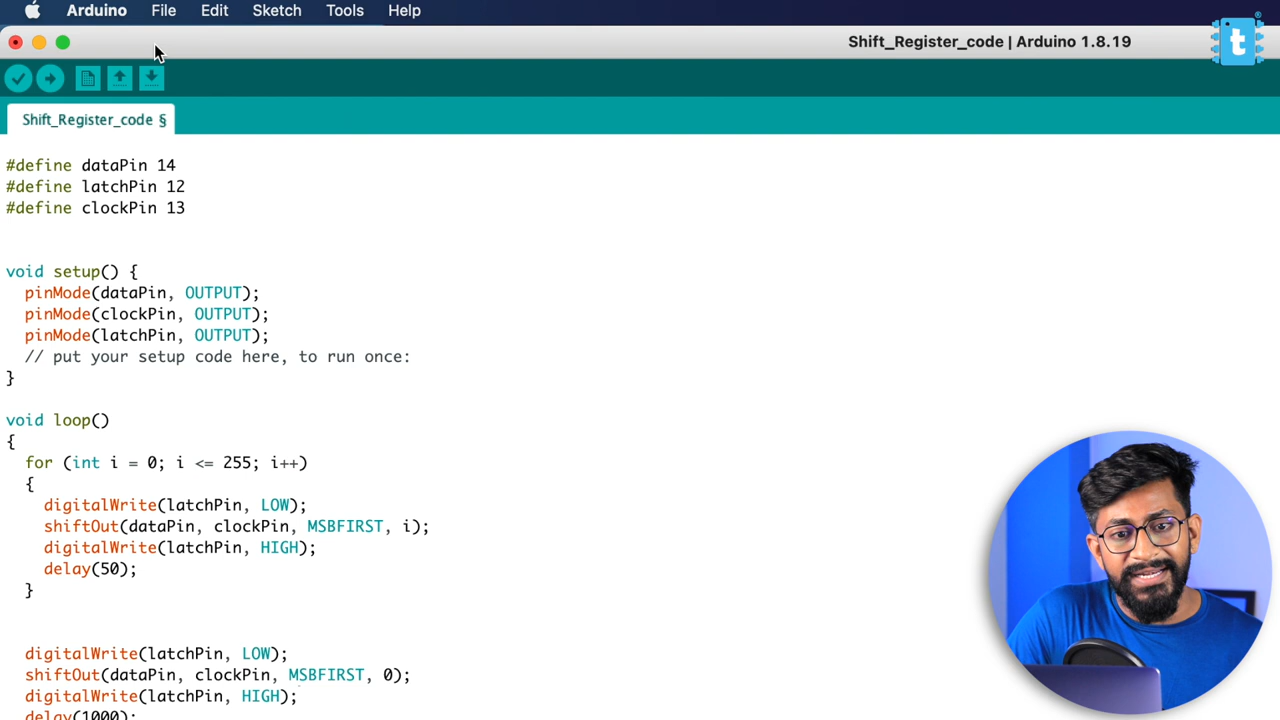 Arduino File Edit Sketch Tools Help
Shift_Register_code | Arduino 1.8.19
t
Shift_Register_code §
#define dataPin 14
#define latchPin 12
#define clockPin 13
void setup() {
pinMode(dataPin, OUTPUT);
pinMode(clockPin, OUTPUT);
pinMode(latchPin, OUTPUT);
// put your setup code here, to run once:
}
void loop()
{
for (int i = 0; i <= 255; i++)
{
digitalWrite(latchPin, LOW);
shiftOut(dataPin, clockPin, MSBFIRST, i);
digitalWrite(latchPin, HIGH);
delay(50);
}
digitalWrite(latchPin, LOW);
shiftOut(dataPin, clockPin, MSBFIRST, 0);
digitalWrite(latchPin, HIGH);
delay(1000);